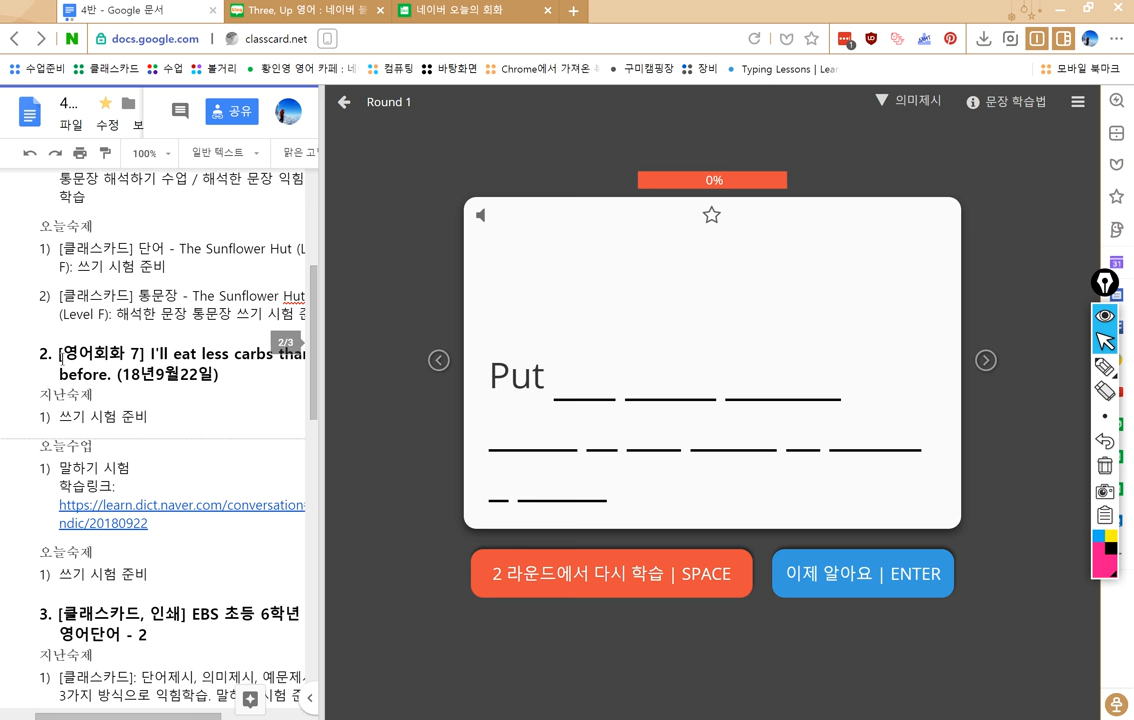 4반 - Google 문서
Three, Up 영어 : 네이버 블
네이버 오늘의 회화
docs.google.com
classcard.net
수업준비
클래스카드
수업
볼거리
황인영 영어 카페 : 네
컴퓨팅
바탕화면
Chrome에서 가져온
구미캠핑장
장비
Typing Lessons | Lear
모바일 북마크
4...
공유
파일 수정 보
100%
일반 텍스트
맑은 고
통문장 해석하기 수업 / 해석한 문장 익힘
학습
오늘숙제
1) [클래스카드] 단어 - The Sunflower Hut (L
F): 쓰기 시험 준비
2) [클래스카드] 통문장 - The Sunflower Hut
(Level F): 해석한 문장 통문장 쓰기 시험 준
2/3
2. [영어회화 7] I'll eat less carbs than
before. (18년9월22일)
지난숙제
1) 쓰기 시험 준비
오늘수업
1) 말하기 시험
학습링크:
https://learn.dict.naver.com/conversation
ndic/20180922
오늘숙제
1) 쓰기 시험 준비
3. [클래스카드, 인쇄] EBS 초등 6학년
영어단어 - 2
지난숙제
1) [클래스카드]: 단어제시, 의미제시, 예문제시
3가지 방식으로 익힘학습. 말하 시험 준
Round 1
의미제시
문장 학습법
0%
Put
2 라운드에서 다시 학습 | SPACE
이제 알아요 | ENTER